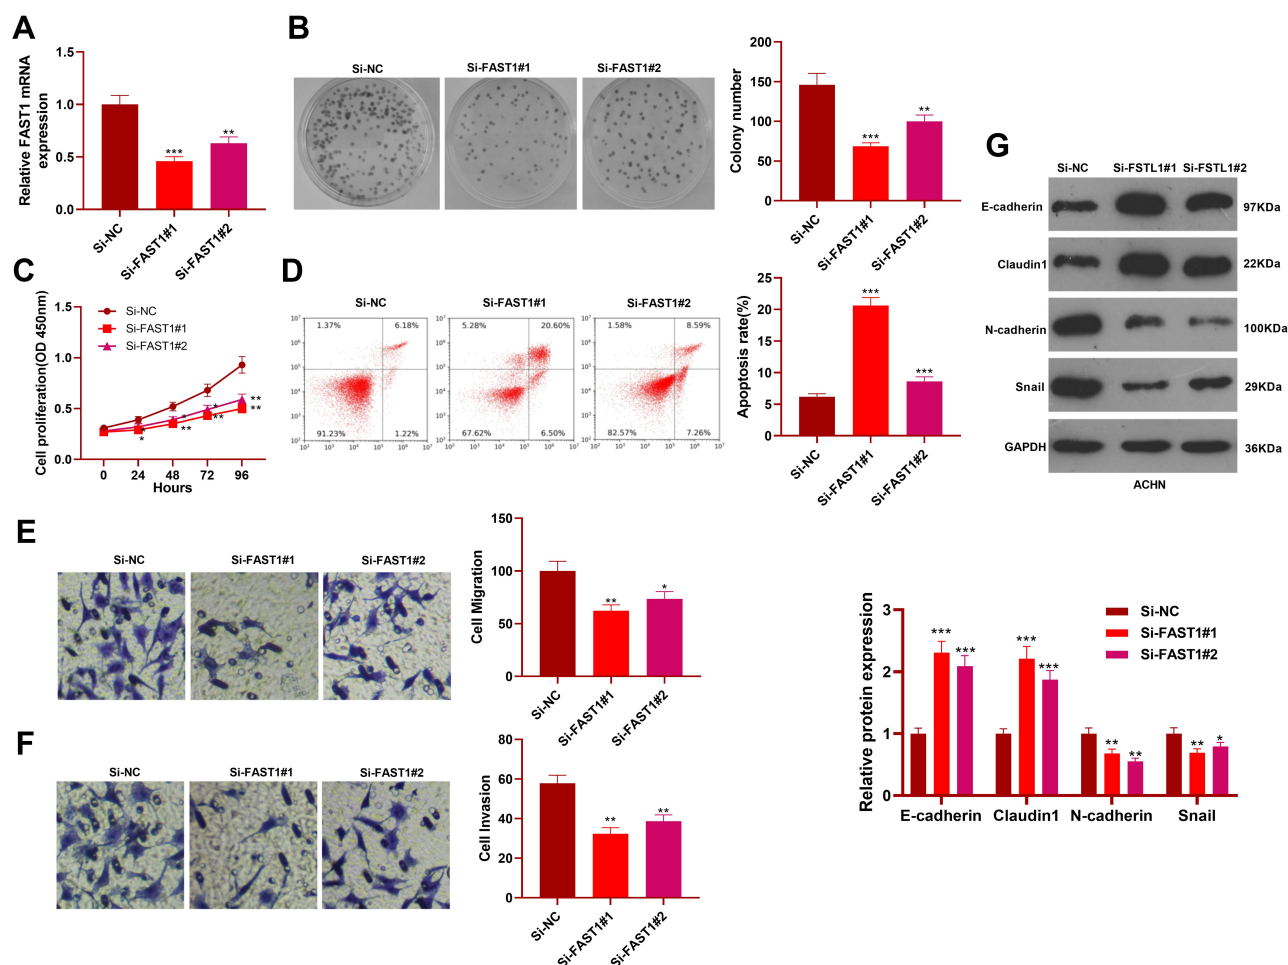 A
Relative FAST1 mRNA
expression
1.5
1.0
0.5
0.0
***
**
Si-NC
Si-FAST1#1
Si-FAST1#2
B
Si-NC
Si-FAST1#1
Si-FAST1#2
Colony number
200
150
100
50
0
***
**
Si-NC
Si-FAST1#1
Si-FAST1#2
C
Cell proliferation(OD 450nm)
1.5
1.0
0.5
0.0
Si-NC
Si-FAST1#1
Si-FAST1#2
*
*
*
**
*
**
**
**
0 24 48 72 96
Hours
D
Si-NC
Si-FAST1#1
Si-FAST1#2
1.37% 6.18%
91.23% 1.22%
5.28% 20.60%
67.62% 6.50%
1.58% 8.59%
82.57% 7.26%
Apoptosis rate(%)
25
20
15
10
5
0
***
***
Si-NC
Si-FAST1#1
Si-FAST1#2
E
Si-NC
Si-FAST1#1
Si-FAST1#2
Cell Migration
150
100
50
0
**
*
Si-NC
Si-FAST1#1
Si-FAST1#2
F
Si-NC
Si-FAST1#1
Si-FAST1#2
Cell Invasion
80
60
40
20
0
**
**
Si-NC
Si-FAST1#1
Si-FAST1#2
G
Si-NC Si-FSTL1#1 Si-FSTL1#2
E-cadherin 97KDa
Claudin1 22KDa
N-cadherin 100KDa
Snail 29KDa
GAPDH 36KDa
ACHN
Relative protein expression
3
2
1
0
Si-NC
Si-FAST1#1
Si-FAST1#2
*** ***
*** ***
** **
** *
E-cadherin Claudin1 N-cadherin Snail